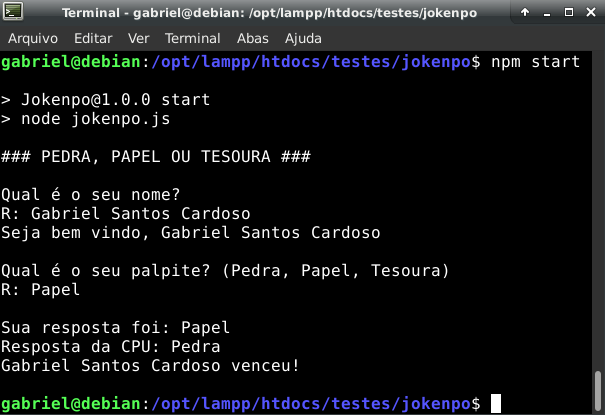 Terminal - gabriel@debian: /opt/lampp/htdocs/testes/jokenpo
Arquivo Editar Ver Terminal Abas Ajuda
gabriel@debian:/opt/lampp/htdocs/testes/jokenpo$ npm start
> Jokenpo@1.0.0 start
> node jokenpo.js
### PEDRA, PAPEL OU TESOURA ###
Qual é o seu nome?
R: Gabriel Santos Cardoso
Seja bem vindo, Gabriel Santos Cardoso
Qual é o seu palpite? (Pedra, Papel, Tesoura)
R: Papel
Sua resposta foi: Papel
Resposta da CPU: Pedra
Gabriel Santos Cardoso venceu!
gabriel@debian:/opt/lampp/htdocs/testes/jokenpo$